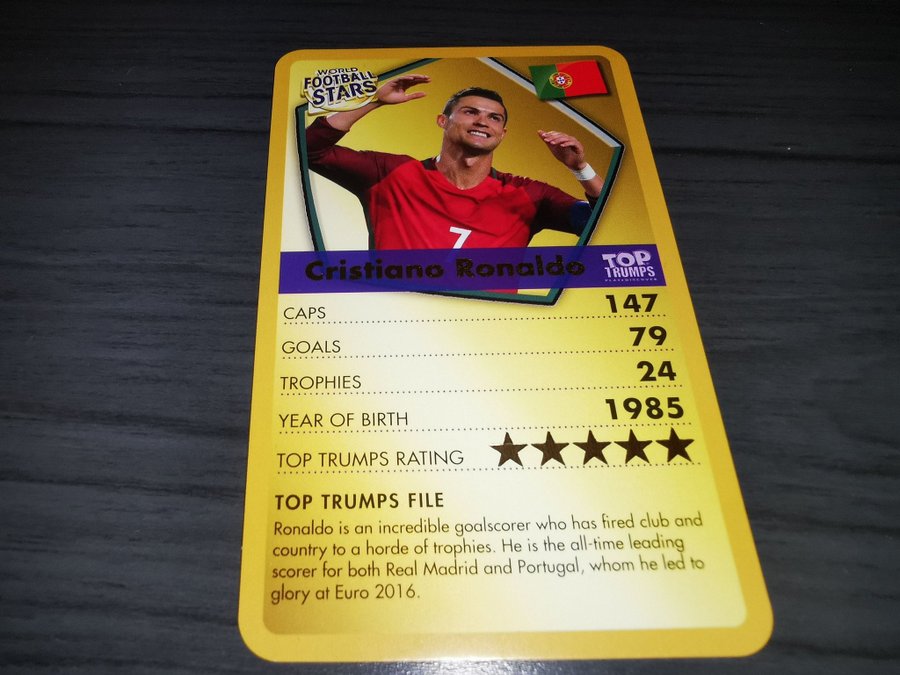 WORLD
FOOTBALL
STARS
7
Cristiano Ronaldo
TOP
TRUMPS
CAPS 147
GOALS 79
TROPHIES 24
YEAR OF BIRTH 1985
TOP TRUMPS RATING
TOP TRUMPS FILE
Ronaldo is an incredible goalscorer who has fired club and
country to a horde of trophies. He is the all-time leading
scorer for both Real Madrid and Portugal, whom he led to
glory at Euro 2016.